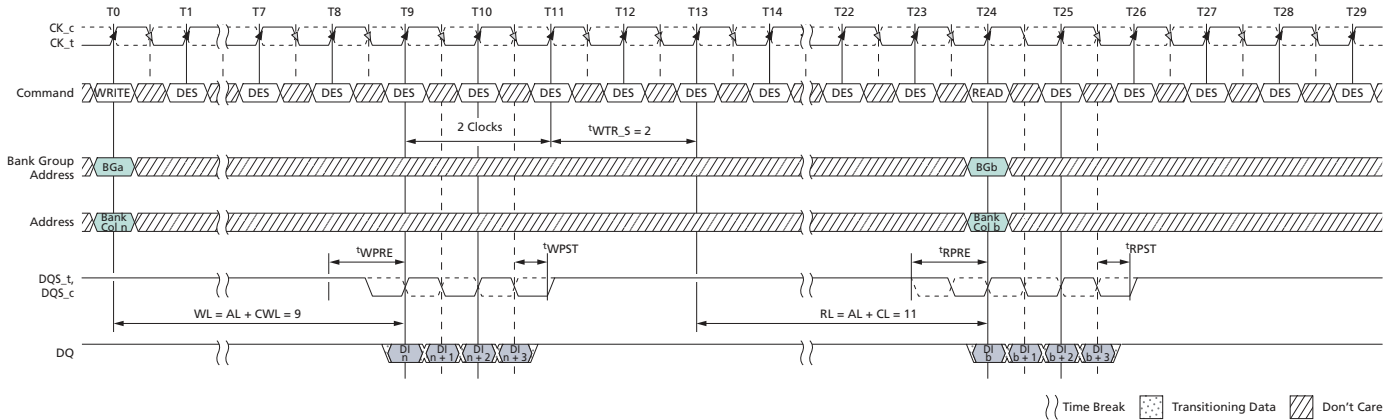 T0 T1 T7 T8 T9 T10 T11 T12 T13 T14 T22 T23 T24 T25 T26 T27 T28 T29
CK_c
CK_t
Command WRITE DES DES DES DES DES DES DES DES DES DES DES READ DES DES DES DES DES
2 Clocks tWTR_S = 2
Bank Group
Address BGa BGb
Address Bank
Col n Bank
Col b
tWPRE tWPST tRPRE tRPST
DQS_t,
DQS_c
WL = AL + CWL = 9 RL = AL + CL = 11
DQ DI
n DI
n + 1 DI
n + 2 DI
n + 3 DI
b DI
b + 1 DI
b + 2 DI
b + 3
Time Break Transitioning Data Don't Care